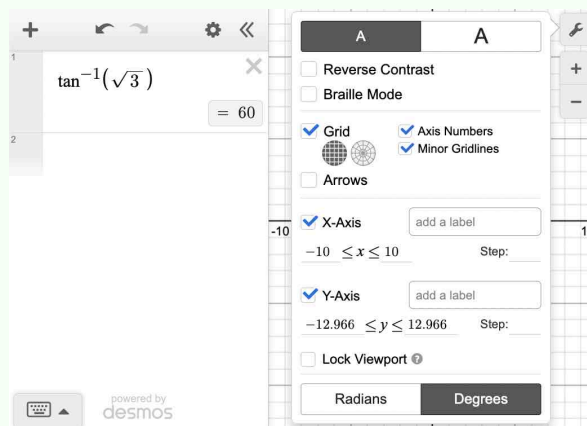 1
tan⁻¹(√3)
= 60
2
powered by
desmos
A A
Reverse Contrast
Braille Mode
Grid
Axis Numbers
Minor Gridlines
Arrows
X-Axis add a label
−10 ≤ x ≤ 10 Step:
Y-Axis add a label
−12.966 ≤ y ≤ 12.966 Step:
Lock Viewport ?
Radians Degrees
-10
1